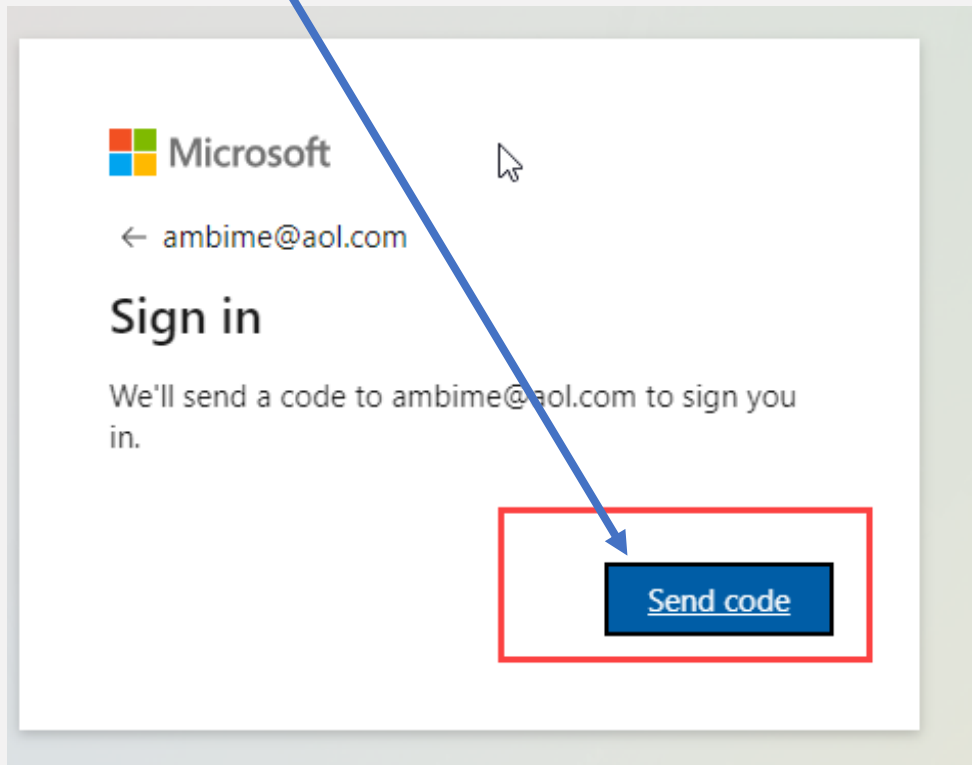 Microsoft
← ambime@aol.com
Sign in
We'll send a code to ambime@aol.com to sign you
in.
Send code